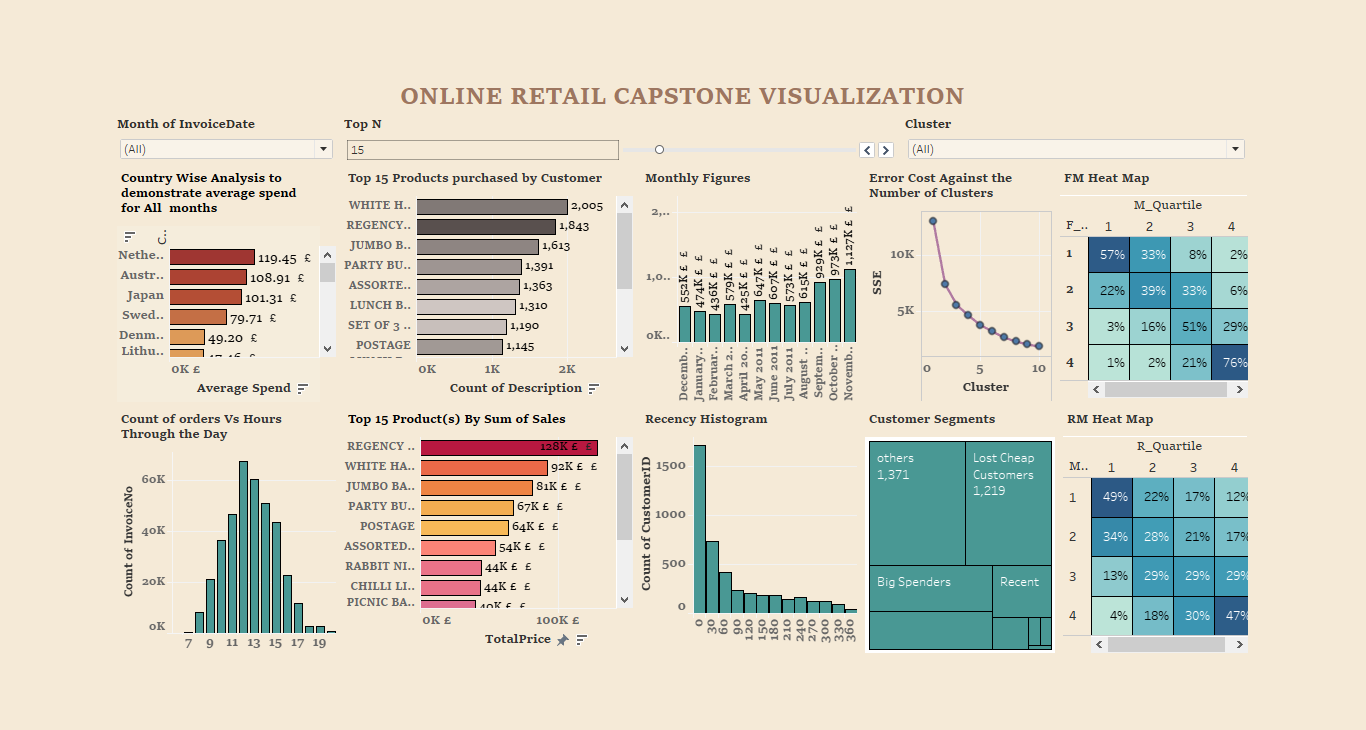 ONLINE RETAIL CAPSTONE VISUALIZATION
Month of InvoiceDate
(All)
Top N
15
Cluster
(All)
Country Wise Analysis to
demonstrate average spend
for All months
C..
Nethe.. 119.45 £
Austr.. 108.91 £
Japan 101.31 £
Swed.. 79.71 £
Denm.. 49.20 £
Lithu..
0K £
Average Spend
Top 15 Products purchased by Customer
WHITE H.. 2,005
REGENCY.. 1,843
JUMBO B.. 1,613
PARTY BU.. 1,391
ASSORTE.. 1,363
LUNCH B.. 1,310
SET OF 3 .. 1,190
POSTAGE 1,145
0K 1K 2K
Count of Description
Monthly Figures
2,..
1,0..
0K..
552K £ £
474K £ £
436K £ £
579K £ £
425K £ £
647K £ £
607K £ £
573K £ £
615K £ £
929K £ £
973K £ £
1,127K £ £
Decemb..
January..
Februar..
March 2..
April 20..
May 2011
June 2011
July 2011
August ..
Septem..
October ..
Novemb..
Error Cost Against the
Number of Clusters
SSE
10K
5K
0 5 10
Cluster
FM Heat Map
M_Quartile
F_.. 1 2 3 4
1 57% 33% 8% 2%
2 22% 39% 33% 6%
3 3% 16% 51% 29%
4 1% 2% 21% 76%
Count of orders Vs Hours
Through the Day
Count of InvoiceNo
60K
40K
20K
0K
7 9 11 13 15 17 19
Top 15 Product(s) By Sum of Sales
REGENCY .. 128K £ £
WHITE HA.. 92K £ £
JUMBO BA.. 81K £ £
PARTY BU.. 67K £ £
POSTAGE 64K £ £
ASSORTED.. 54K £ £
RABBIT NI.. 44K £ £
CHILLI LI.. 44K £ £
PICNIC BA.. 40K £ £
0K £ 100K £
TotalPrice
Recency Histogram
Count of CustomerID
1500
1000
500
0
0 30 60 90 120 150 180 210 240 270 300 330 360
Customer Segments
others
1,371
Lost Cheap
Customers
1,219
Big Spenders
Recent
RM Heat Map
R_Quartile
M.. 1 2 3 4
1 49% 22% 17% 12%
2 34% 28% 21% 17%
3 13% 29% 29% 29%
4 4% 18% 30% 47%